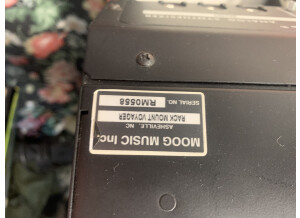 MOOG MUSIC Inc.
ASHEVILLE, NC
RACK MOUNT VOYAGER
SERIAL NO. RM0558